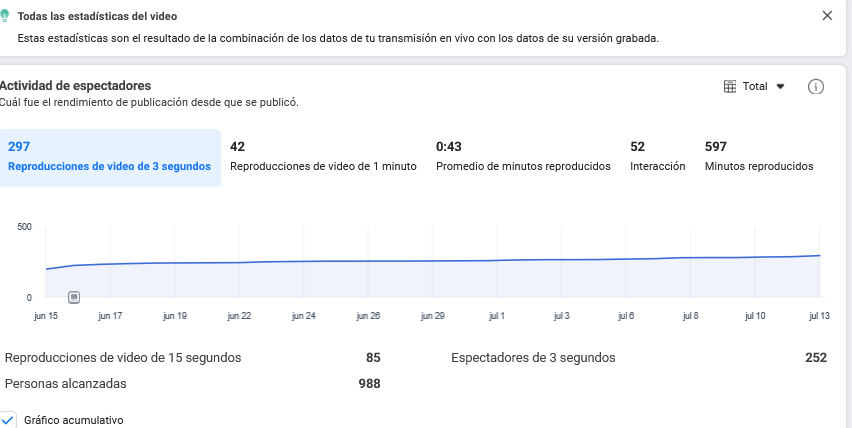 Todas las estadísticas del video
Estas estadísticas son el resultado de la combinación de los datos de tu transmisión en vivo con los datos de su versión grabada.
Actividad de espectadores
Total
Cuál fue el rendimiento de publicación desde que se publicó.
297
Reproducciones de video de 3 segundos
42
Reproducciones de video de 1 minuto
0:43
Promedio de minutos reproducidos
52
Interacción
597
Minutos reproducidos
500
0
jun 15 jun 17 jun 19 jun 22 jun 24 jun 26 jun 29 jul 1 jul 3 jul 6 jul 8 jul 10 jul 13
Reproducciones de video de 15 segundos 85
Espectadores de 3 segundos 252
Personas alcanzadas 988
Gráfico acumulativo